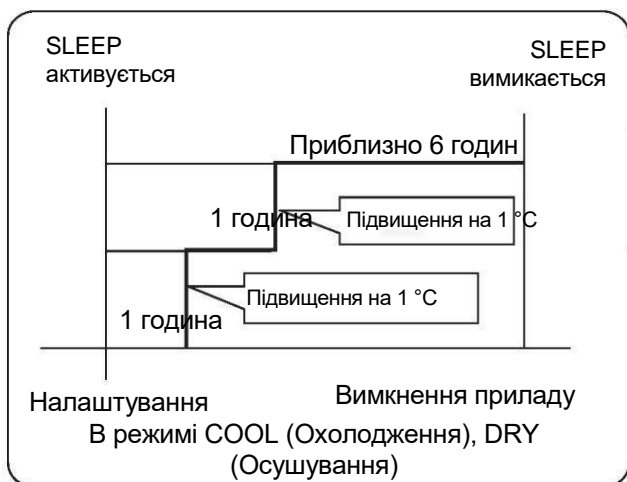 SLEEP
активується
SLEEP
вимикається
Приблизно 6 годин
1 година
Підвищення на 1 °C
Підвищення на 1 °C
1 година
Налаштування
Вимкнення приладу
В режимі COOL (Охолодження), DRY
(Осушування)